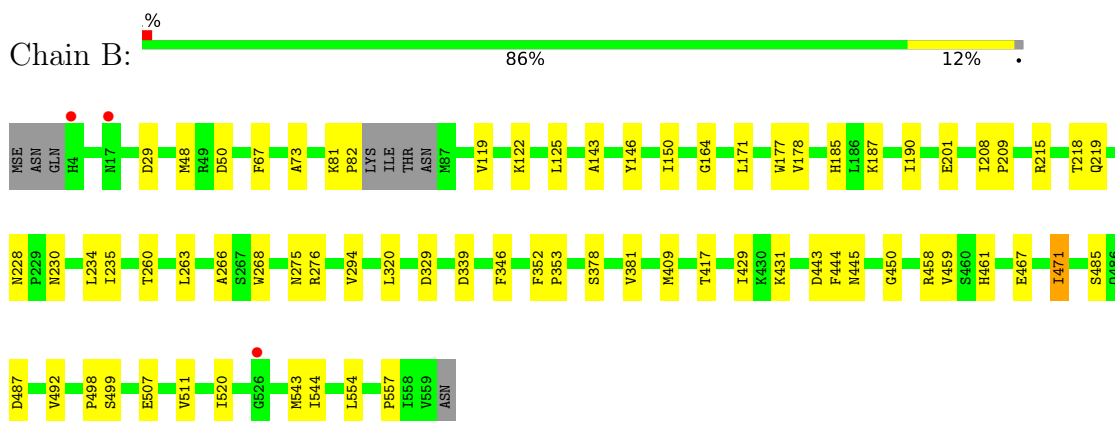 .%
Chain B:
86% 12% •
MSE ASN GLN H4 N17 D29 M48 R49 D50 F67 A73 K81 P82 LYS ILE THR ASN M87 V119 K122 L125 A143 Y146 I150 G164 L171 W177 V178 H185 L186 K187 I190 E201 I208 P209 R215 T218 Q219
N228 P229 N230 L234 I235 T260 L263 A266 S267 W268 N275 R276 V294 L320 D329 D339 F346 F352 P353 S378 V381 M409 T417 I429 K430 K431 D443 F444 N445 G450 R458 V459 S460 H461 E467 I471 S485 Q486
D487 V492 P498 S499 E507 V511 I520 G526 M543 I544 L554 P557 I558 V559 ASN